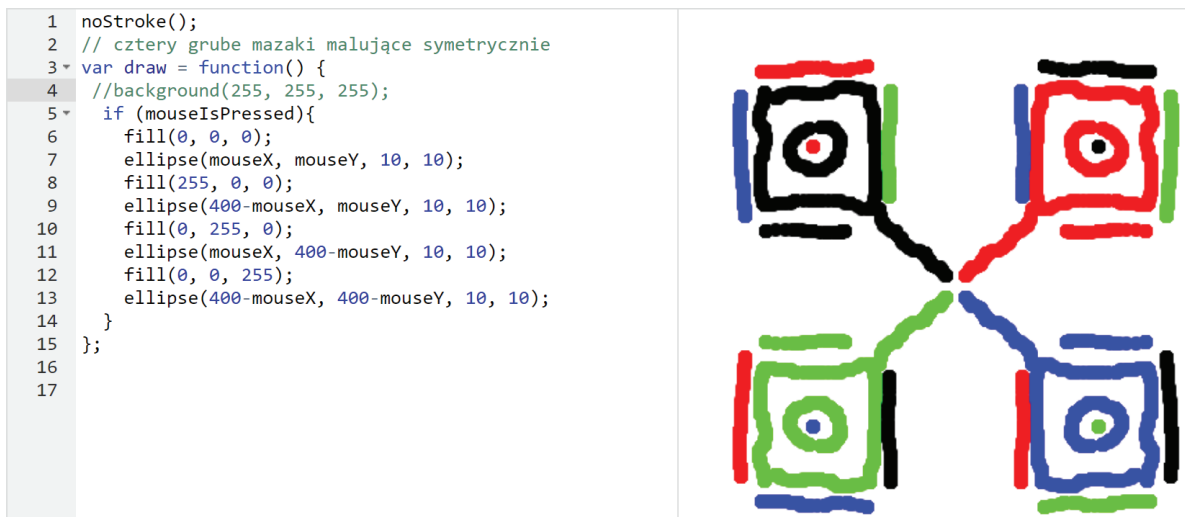 1 noStroke();
2 // cztery grube mazaki malujące symetrycznie
3 var draw = function() {
4 //background(255, 255, 255);
5 if (mouseIsPressed){
6 fill(0, 0, 0);
7 ellipse(mouseX, mouseY, 10, 10);
8 fill(255, 0, 0);
9 ellipse(400-mouseX, mouseY, 10, 10);
10 fill(0, 255, 0);
11 ellipse(mouseX, 400-mouseY, 10, 10);
12 fill(0, 0, 255);
13 ellipse(400-mouseX, 400-mouseY, 10, 10);
14 }
15 };
16
17